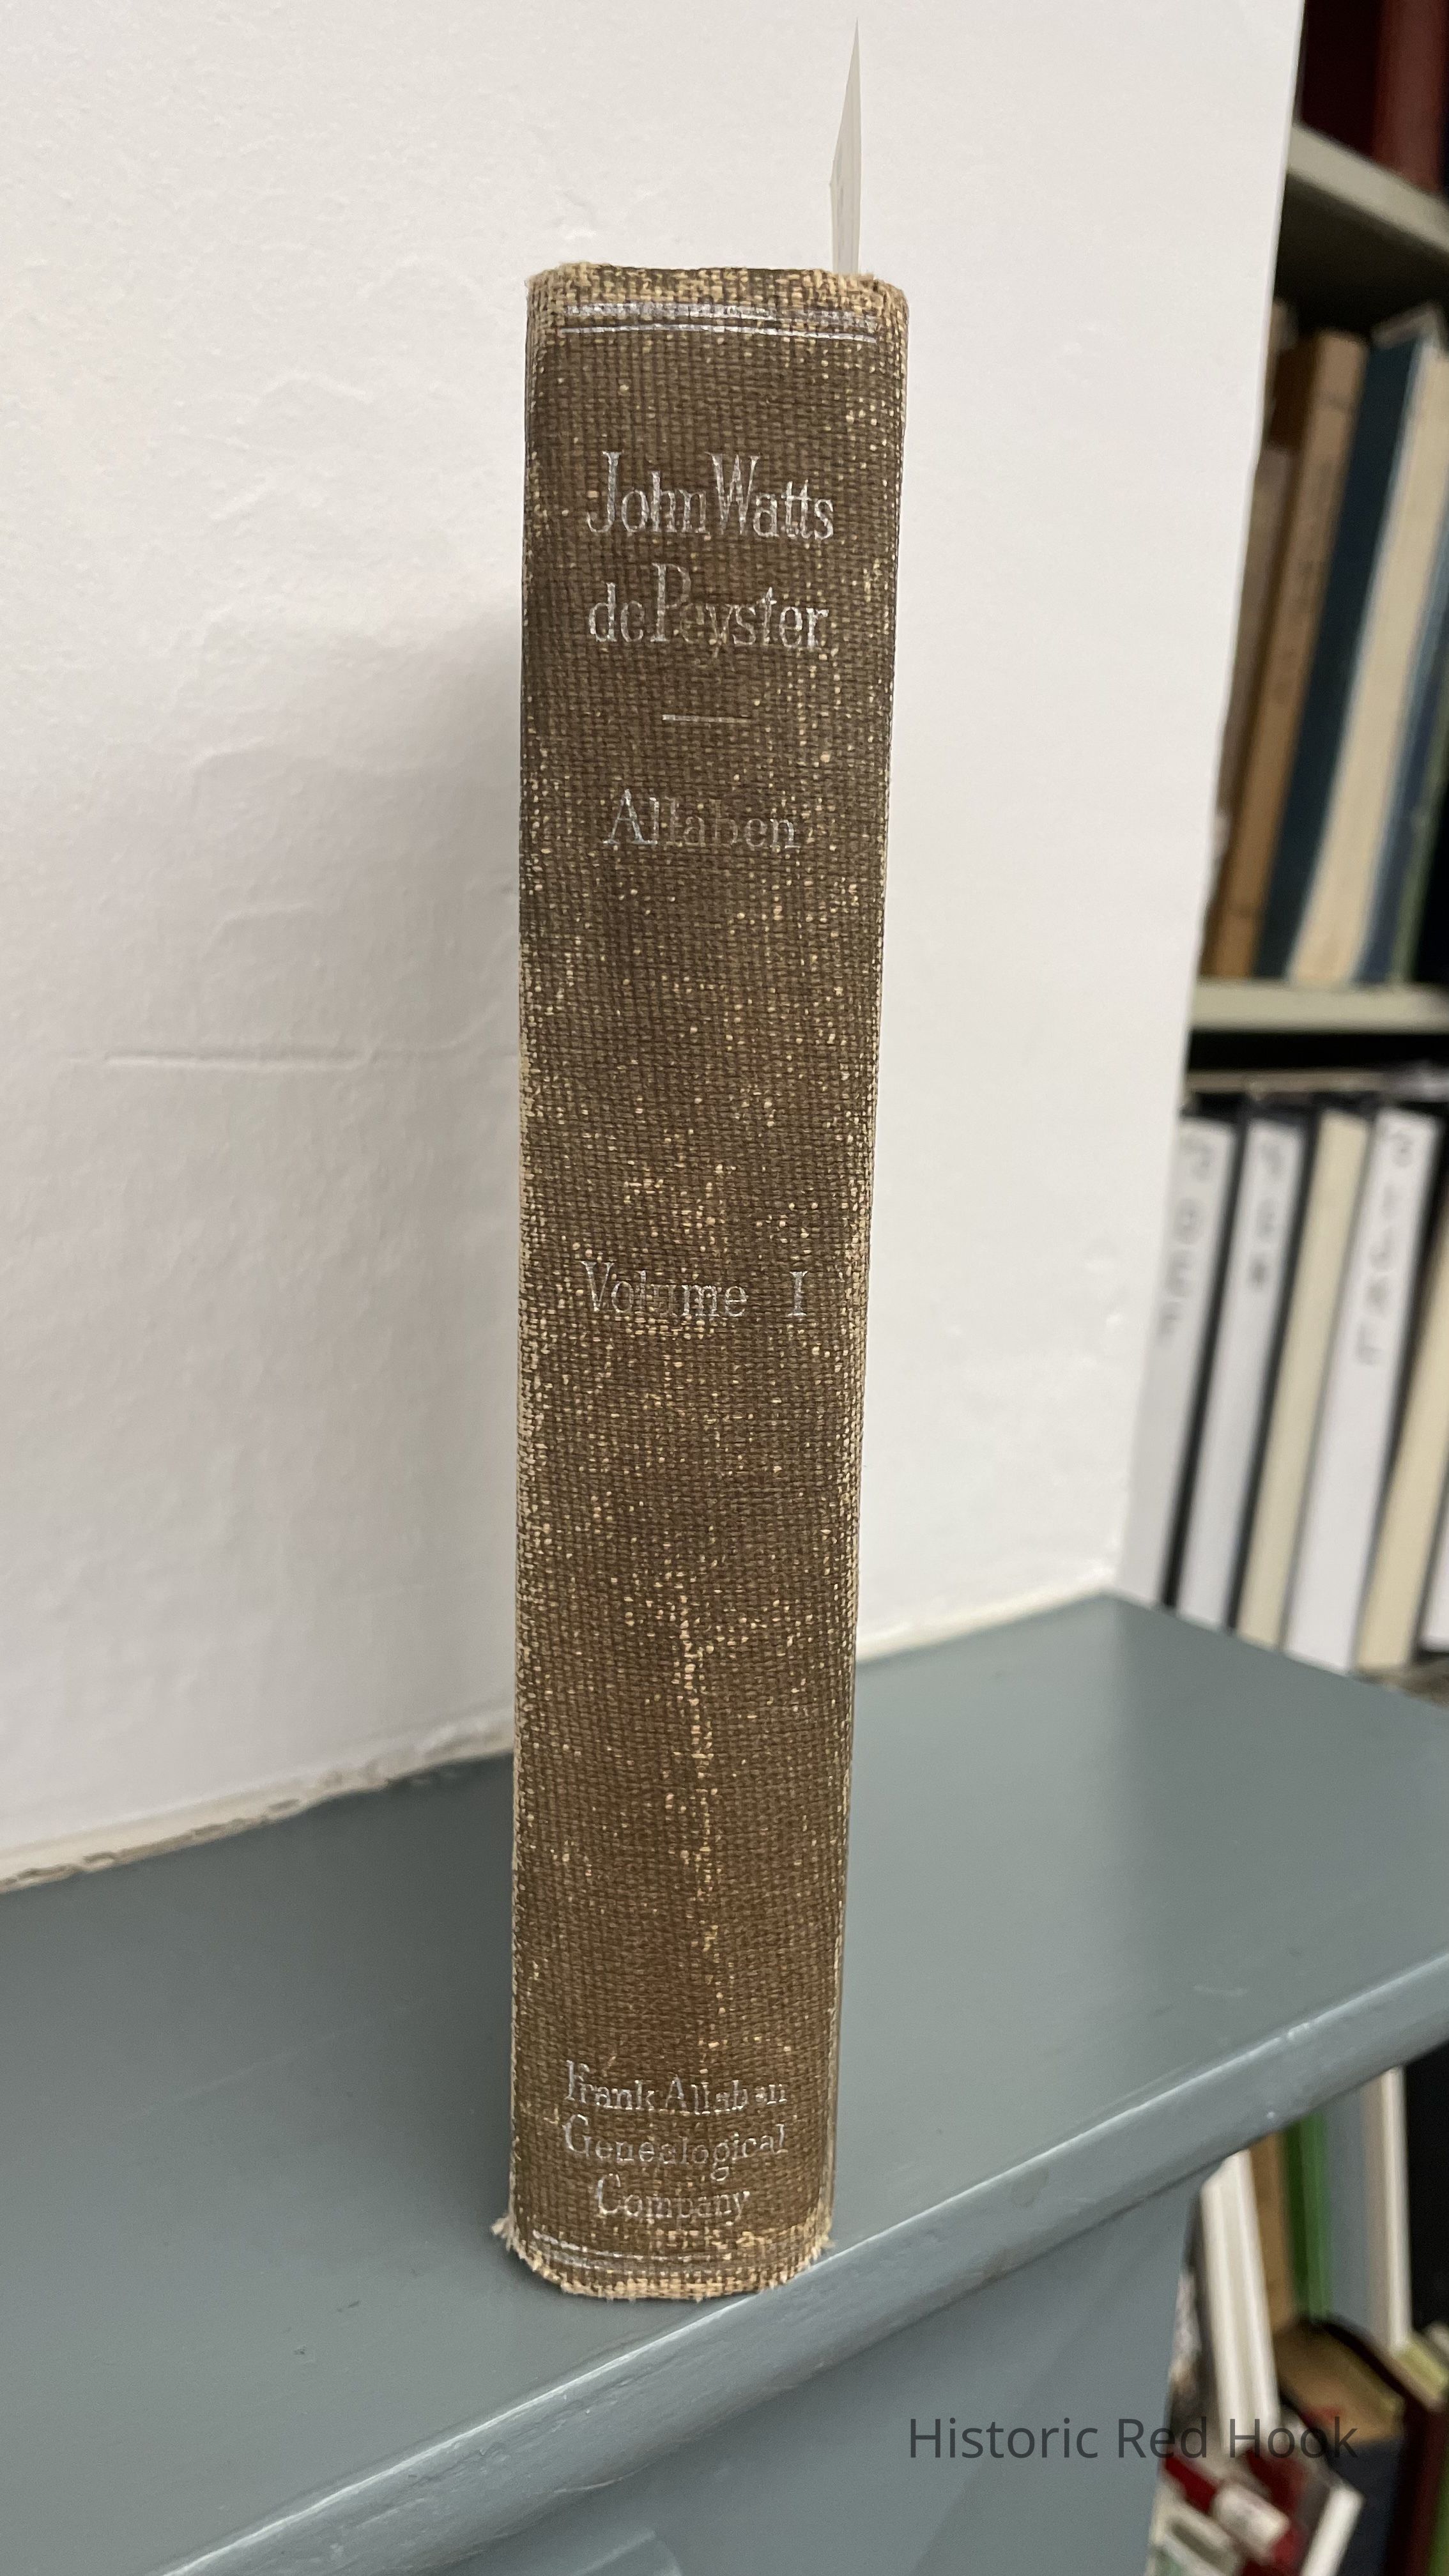 John Watts
de Peyster
Allaben
Volume I
Frank Allaben
Genealogical
Company
Historic Red Hook